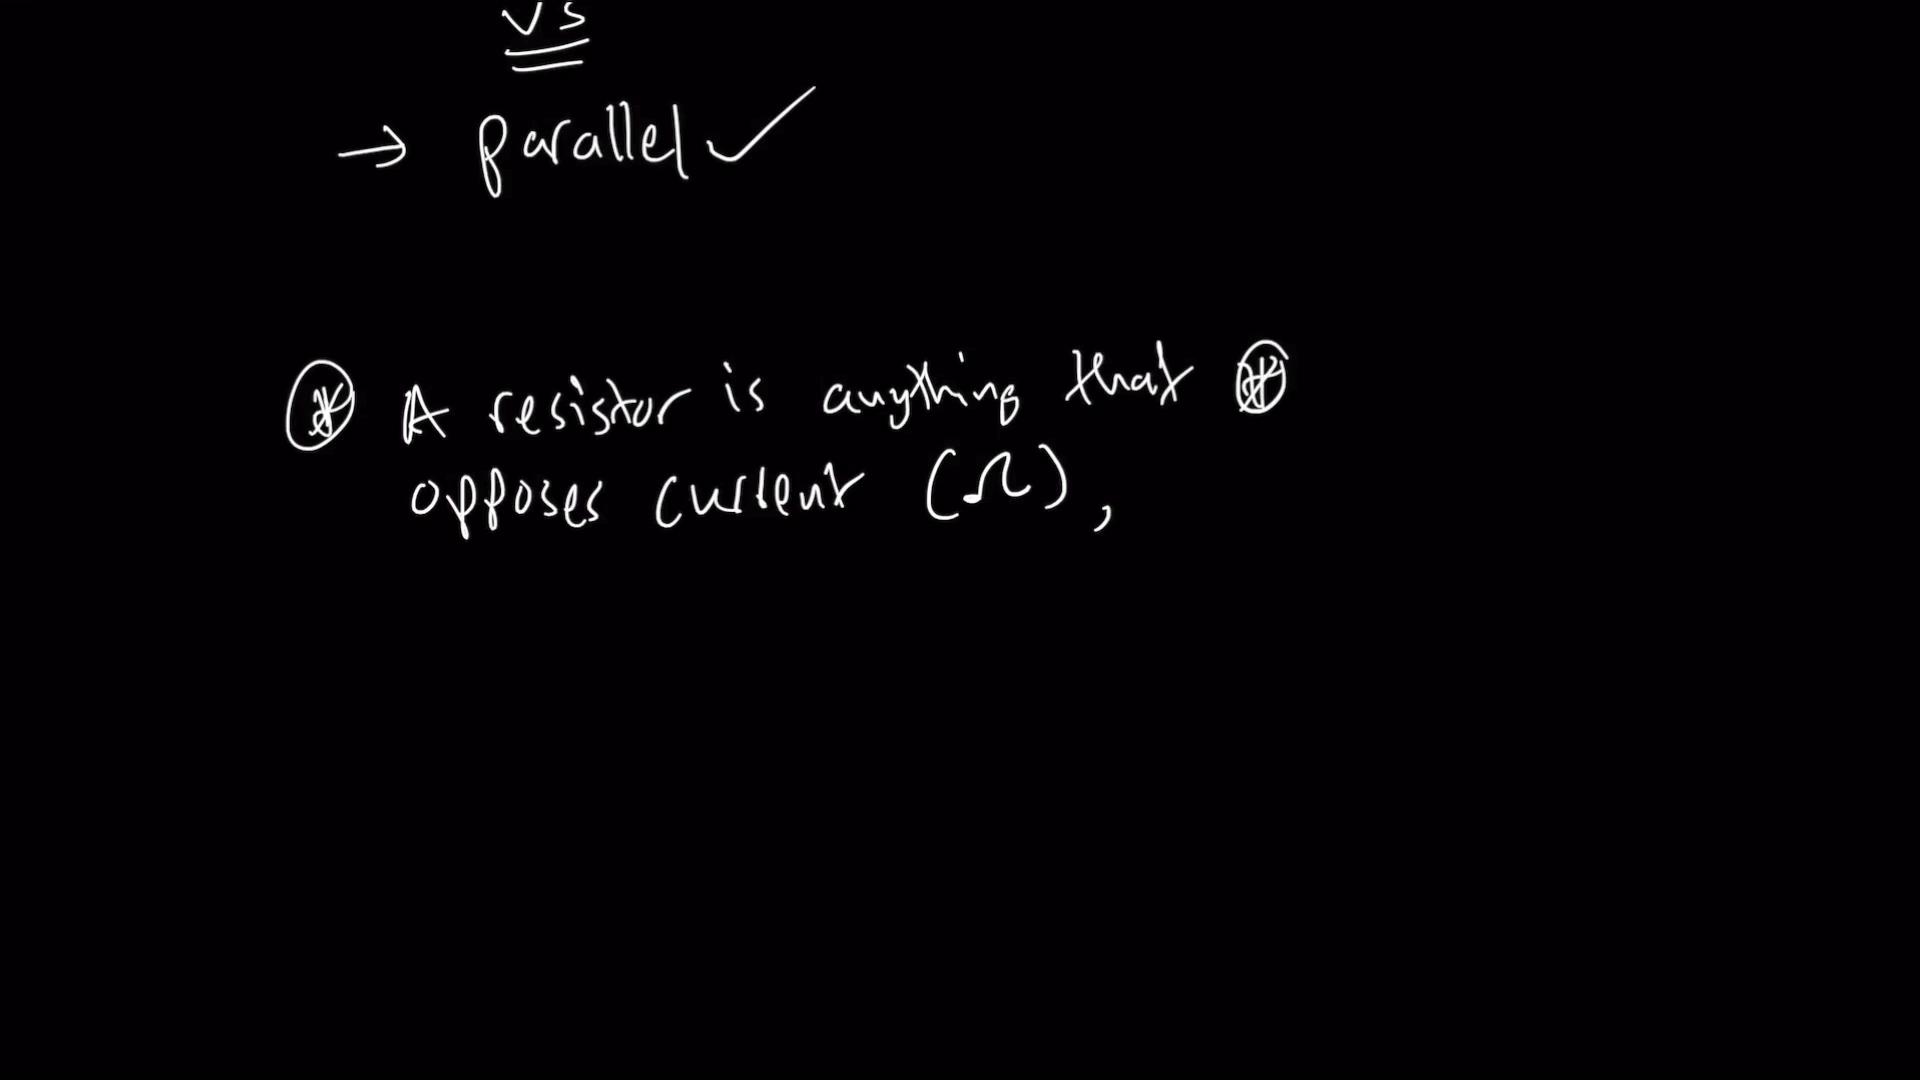 vs
→ parallel ✓
⊛ A resistor is anything that ⊛
opposes current (Ω),